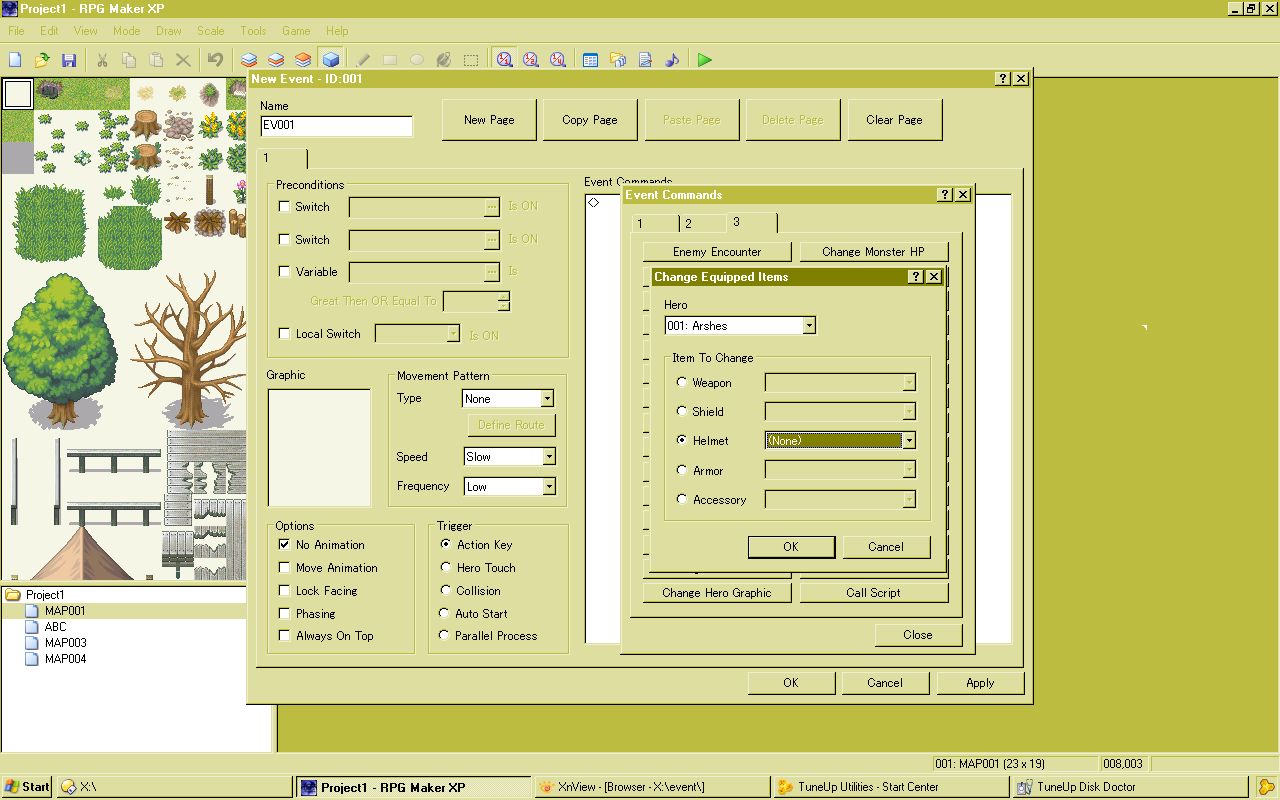 Project1 - RPG Maker XP
File Edit View Mode Draw Scale Tools Game Help
New Event - ID:001
Name
EV001
New Page
Copy Page
Paste Page
Delete Page
Clear Page
1
Preconditions
Switch
Is ON
Switch
Is ON
Variable
Is
Great Then OR Equal To
Local Switch
Is ON
Graphic
Movement Pattern
Type
None
Define Route
Speed
Slow
Frequency
Low
Options
No Animation
Move Animation
Lock Facing
Phasing
Always On Top
Trigger
Action Key
Hero Touch
Collision
Auto Start
Parallel Process
Event Commands
Event Commands
1 2 3
Enemy Encounter
Change Monster HP
Change Equipped Items
Hero
001: Arshes
Item To Change
Weapon
Shield
Helmet
(None)
Armor
Accessory
OK
Cancel
Change Hero Graphic
Call Script
Close
OK
Cancel
Apply
Project1
MAP001
ABC
MAP003
MAP004
001: MAP001 (23 x 19)
008,003
Start
X:\
Project1 - RPG Maker XP
XnView - [Browser - X:\event\]
TuneUp Utilities - Start Center
TuneUp Disk Doctor